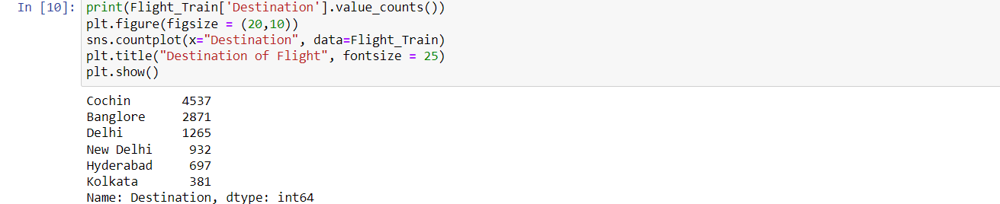 In [10]: print(Flight_Train['Destination'].value_counts())
plt.figure(figsize = (20,10))
sns.countplot(x="Destination", data=Flight_Train)
plt.title("Destination of Flight", fontsize = 25)
plt.show()
Cochin       4537
Banglore     2871
Delhi        1265
New Delhi     932
Hyderabad     697
Kolkata       381
Name: Destination, dtype: int64